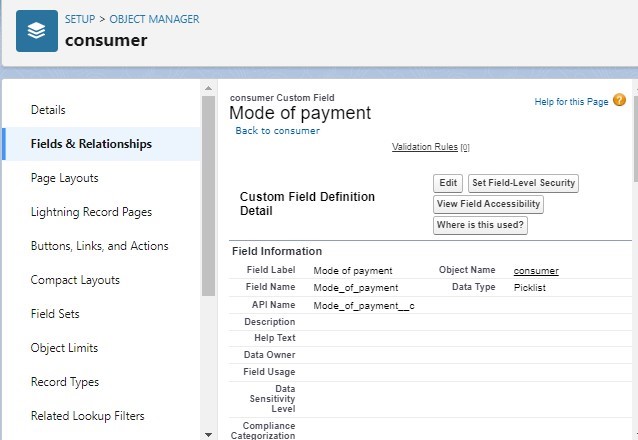 SETUP > OBJECT MANAGER
consumer
Details
Fields & Relationships
Page Layouts
Lightning Record Pages
Buttons, Links, and Actions
Compact Layouts
Field Sets
Object Limits
Record Types
Related Lookup Filters
consumer Custom Field
Mode of payment
Help for this Page ?
Back to consumer
Validation Rules [0]
Custom Field Definition
Detail
Edit Set Field-Level Security
View Field Accessibility
Where is this used?
Field Information
Field Label Mode of payment Object Name consumer
Field Name Mode_of_payment Data Type Picklist
API Name Mode_of_payment__c
Description
Help Text
Data Owner
Field Usage
Data
Sensitivity
Level
Compliance
Categorization